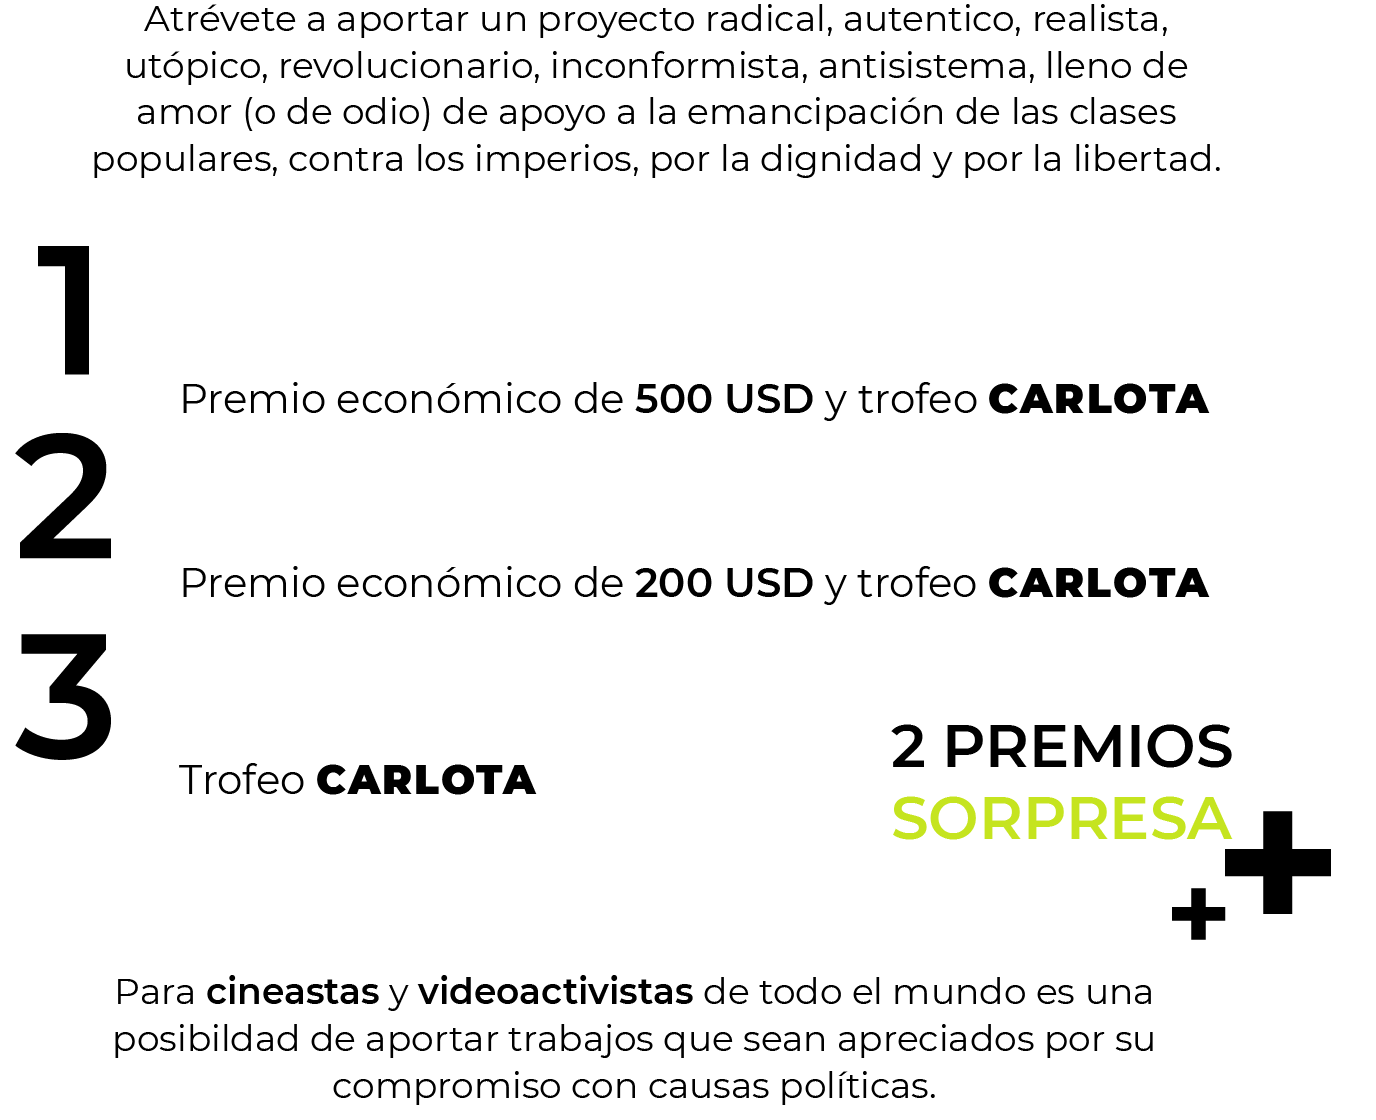 Atrévete a aportar un proyecto radical, autentico, realista,
utópico, revolucionario, inconformista, antisistema, lleno de
amor (o de odio) de apoyo a la emancipación de las clases
populares, contra los imperios, por la dignidad y por la libertad.
1
Premio económico de 500 USD y trofeo CARLOTA
2
Premio económico de 200 USD y trofeo CARLOTA
3
Trofeo CARLOTA
2 PREMIOS
SORPRESA
+
+
Para cineastas y videoactivistas de todo el mundo es una
posibildad de aportar trabajos que sean apreciados por su
compromiso con causas políticas.